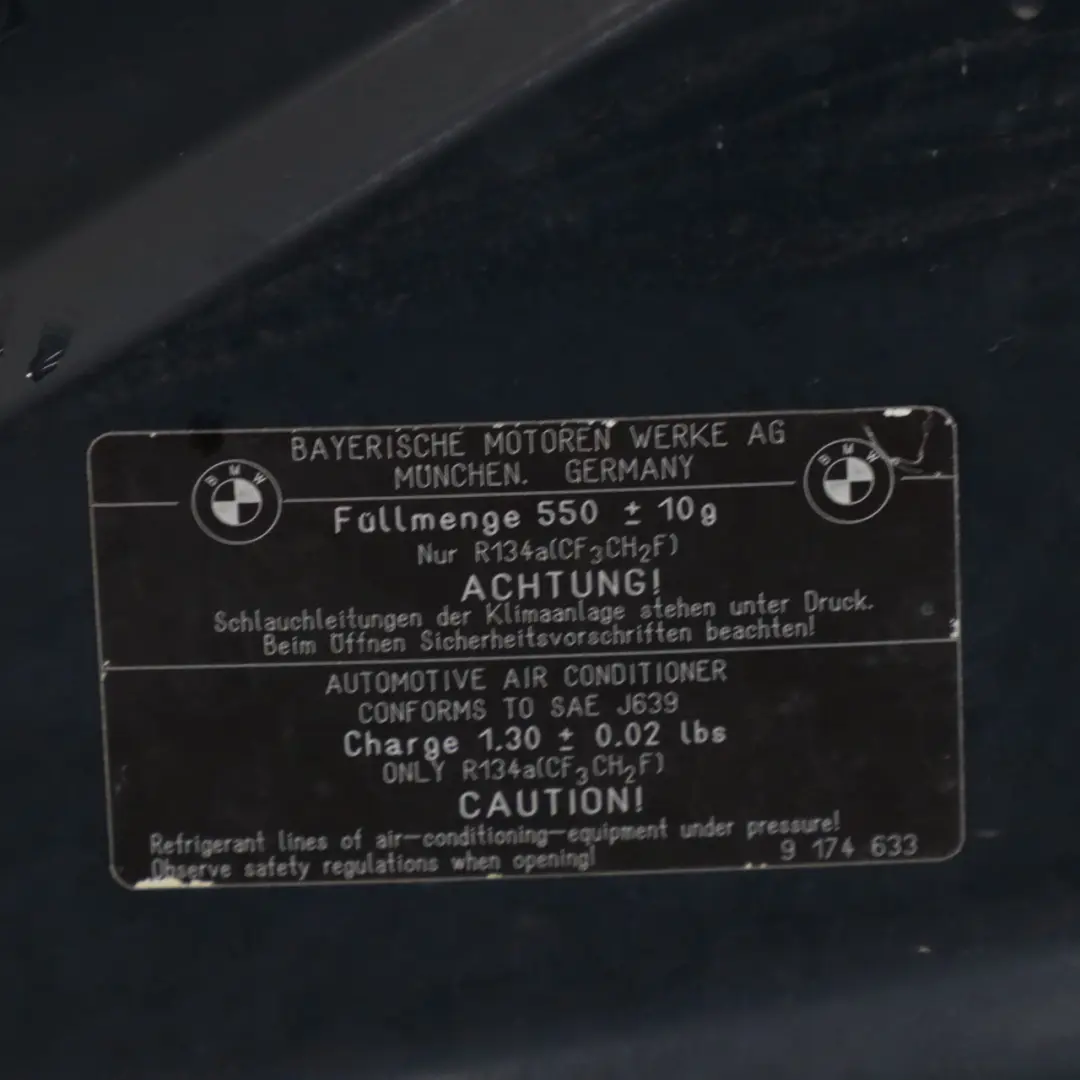 BAYERISCHE MOTOREN WERKE AG
MÜNCHEN. GERMANY
BMW
BMW
Füllmenge 550 ± 10g
Nur R134a(CF₃CH₂F)
ACHTUNG!
Schlauchleitungen der Klimaanlage stehen unter Druck.
Beim Öffnen Sicherheitsvorschriften beachten!
AUTOMOTIVE AIR CONDITIONER
CONFORMS TO SAE J639
Charge 1.30 ± 0.02 lbs
ONLY R134a(CF₃CH₂F)
CAUTION!
Refrigerant lines of air-conditioning-equipment under pressure!
Observe safety regulations when opening!
9 174 633